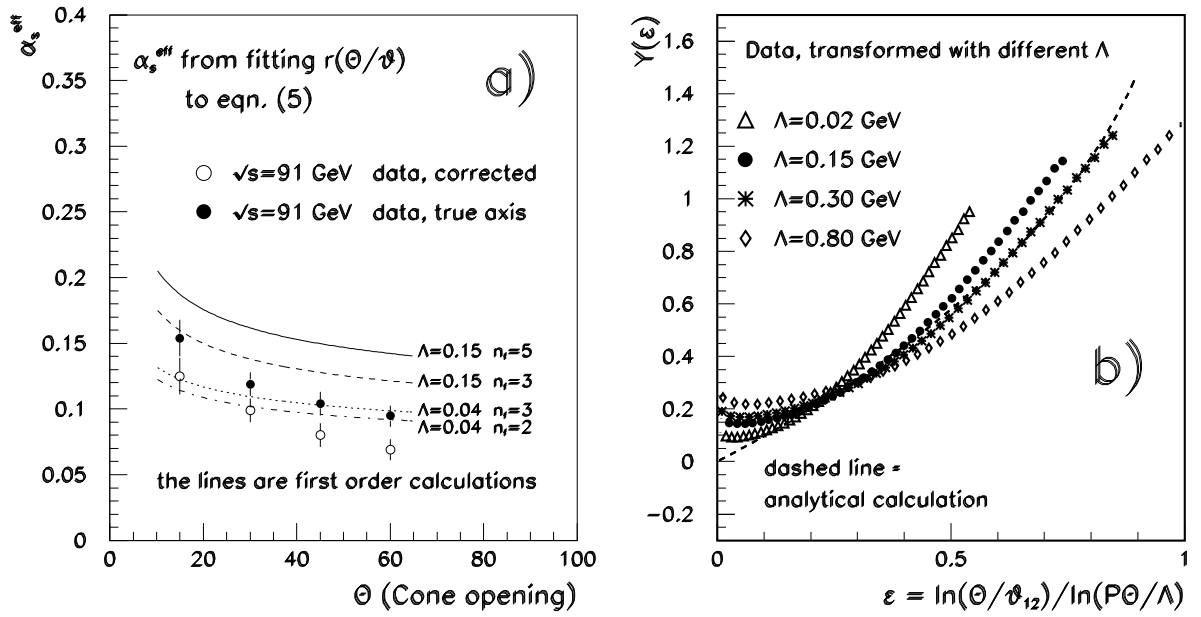 α_s^eff
0.4
0.35
0.3
0.25
0.2
0.15
0.1
0.05
0
α_s^eff from fitting r(Θ/ϑ)
to eqn. (5)
a)
√s=91 GeV data, corrected
√s=91 GeV data, true axis
Λ=0.15 n_f=5
Λ=0.15 n_f=3
Λ=0.04 n_f=3
Λ=0.04 n_f=2
the lines are first order calculations
0 20 40 60 80 100
Θ (Cone opening)
Y(ε)
1.6
1.4
1.2
1
0.8
0.6
0.4
0.2
0
−0.2
Data, transformed with different Λ
Λ=0.02 GeV
Λ=0.15 GeV
Λ=0.30 GeV
Λ=0.80 GeV
b)
dashed line =
analytical calculation
0 0.5 1
ε = ln(Θ/ϑ₁₂)/ln(PΘ/Λ)